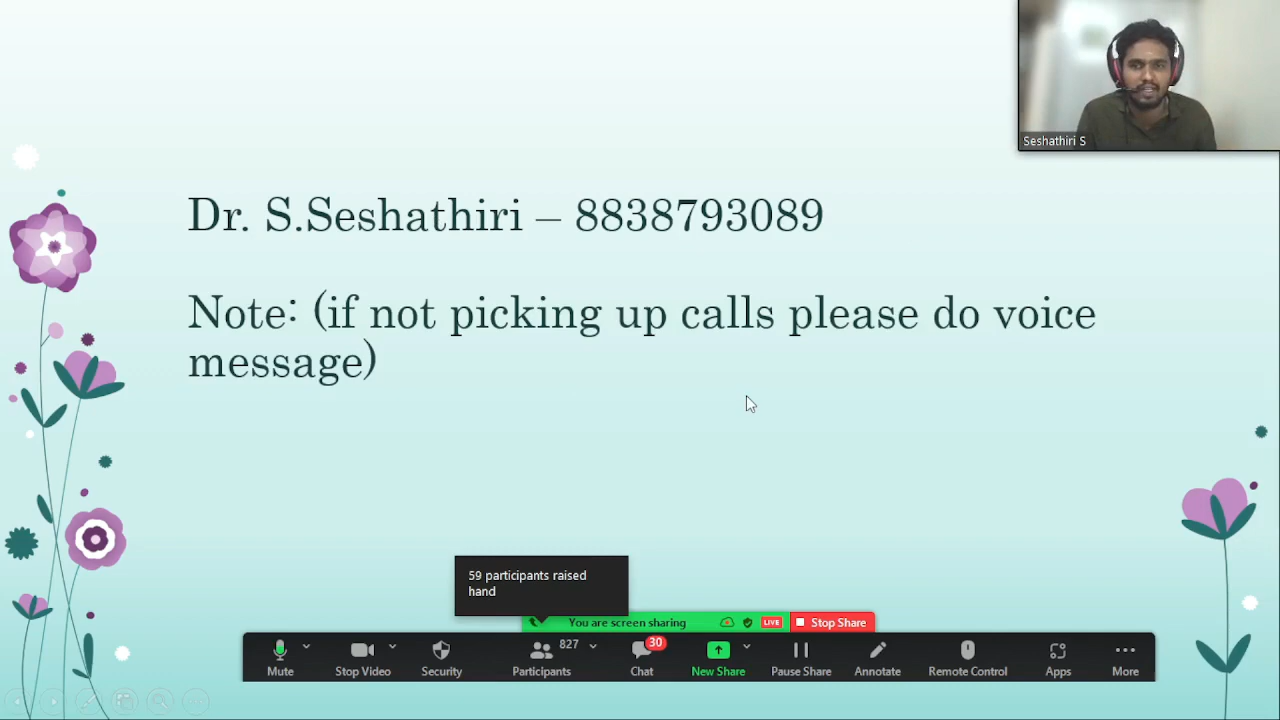 Seshathiri S
Dr. S.Seshathiri – 8838793089
Note: (if not picking up calls please do voice
message)
59 participants raised
hand
You are screen sharing
LIVE
Stop Share
827
30
Mute
Stop Video
Security
Participants
Chat
New Share
Pause Share
Annotate
Remote Control
Apps
More